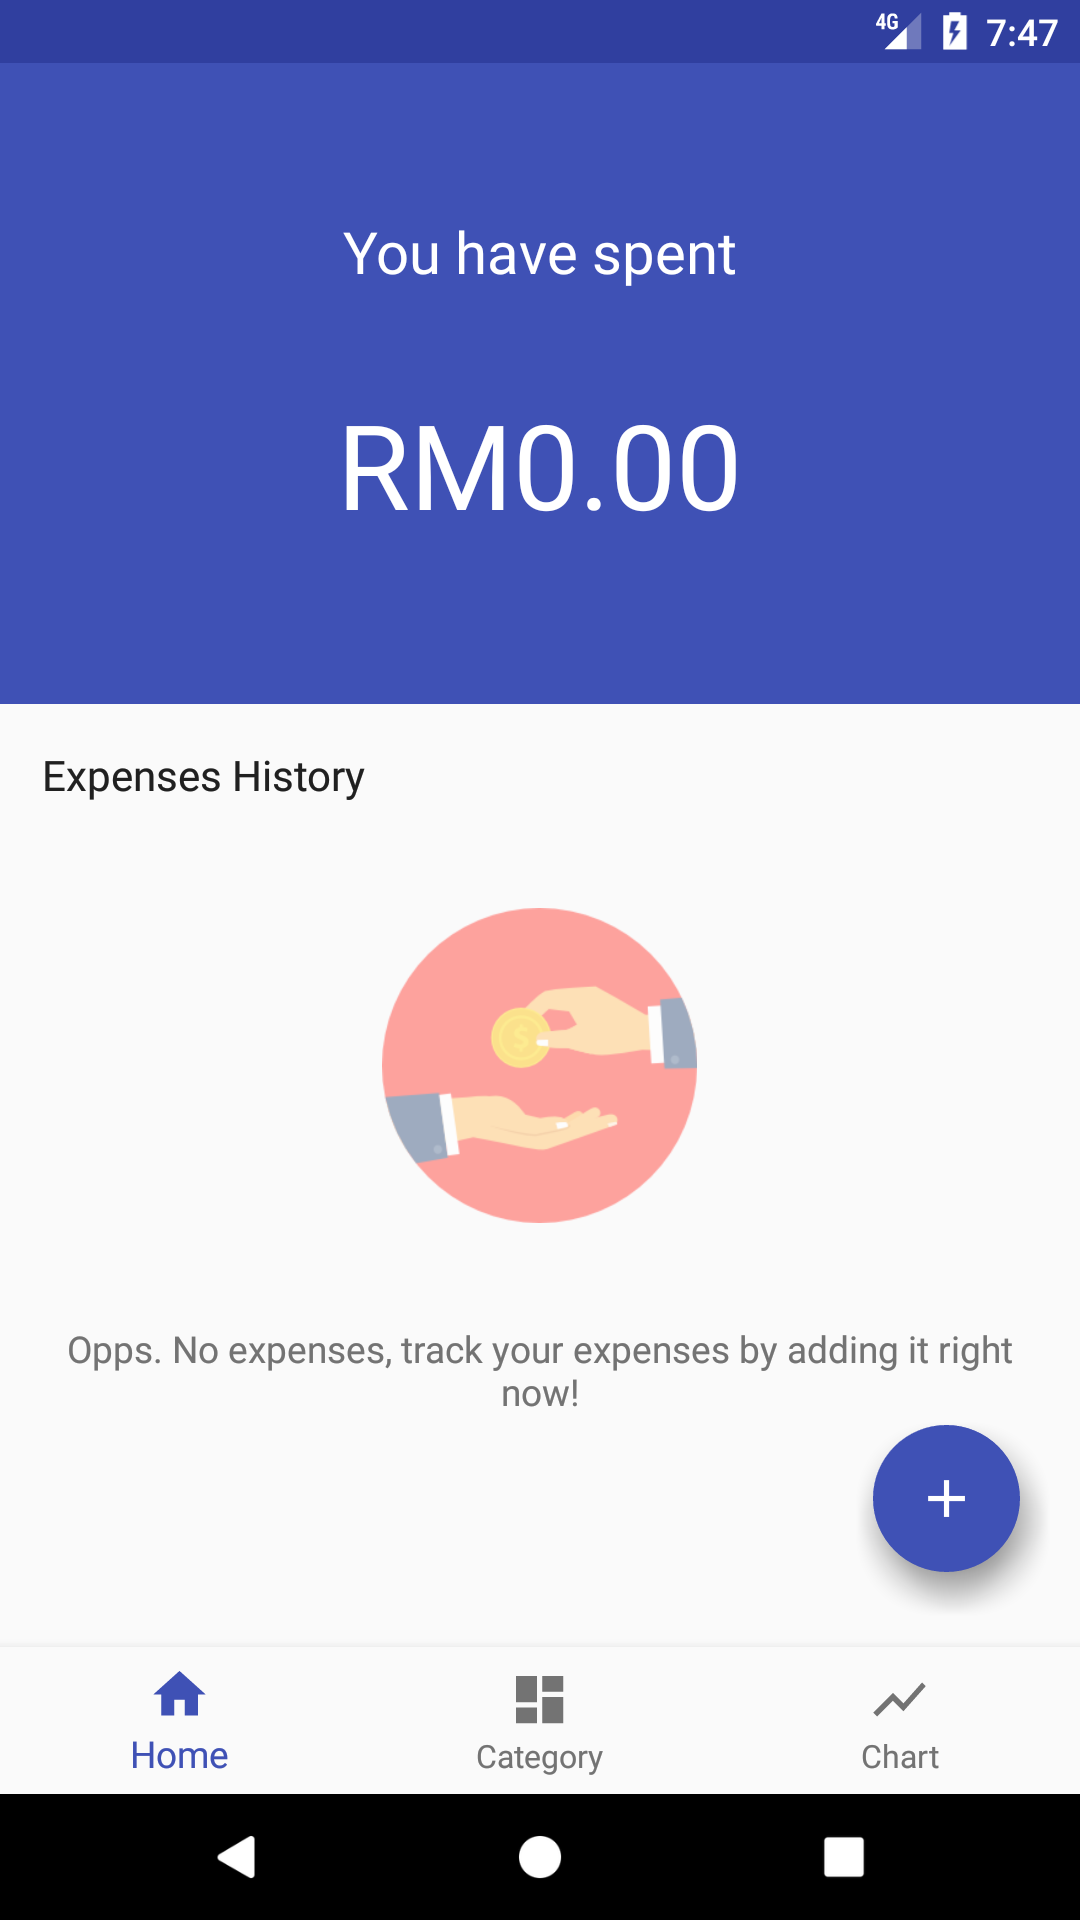 4G 7:47
You have spent
RM0.00
Expenses History
$
Opps. No expenses, track your expenses by adding it right
now!
Home Category Chart